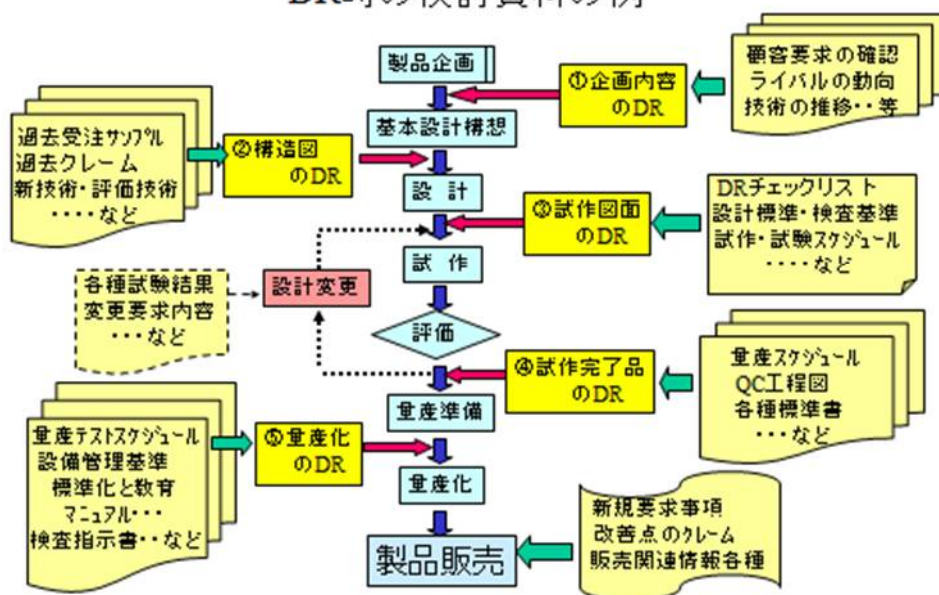 DR時の検討資料の例
製品企画
①企画内容
のDR
顧客要求の確認
ライバルの動向
技術の推移・・等
基本設計構想
過去受注サンプル
過去クレーム
新技術・評価技術
・・・・など
②構造図
のDR
設 計
③試作図面
のDR
DRチェックリスト
設計標準・検査基準
試作・試験スケジュール
・・・・など
試 作
各種試験結果
変更要求内容
・・・など
設計変更
評価
④試作完了品
のDR
量産スケジュール
QC工程図
各種標準書
・・・など
量産準備
量産テストスケジュール
設備管理基準
標準化と教育
マニュアル・・・
検査指示書・・など
⑤量産化
のDR
量産化
製品販売
新規要求事項
改善点のクレーム
販売関連情報各種